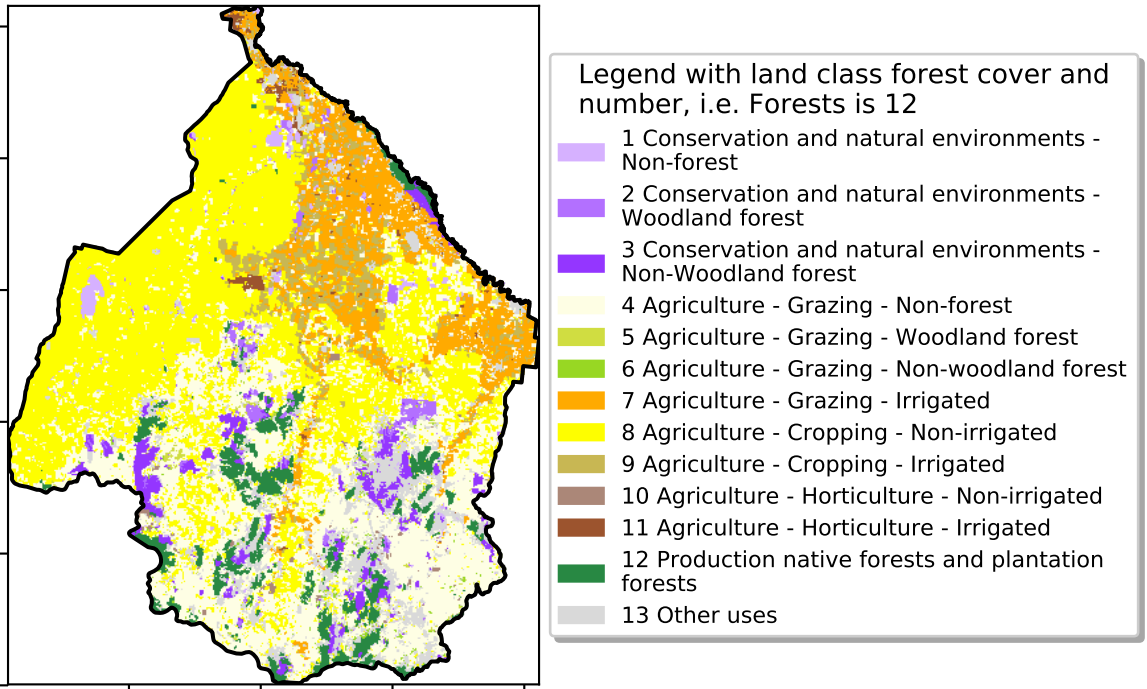 Legend with land class forest cover and
number, i.e. Forests is 12
1 Conservation and natural environments -
Non-forest
2 Conservation and natural environments -
Woodland forest
3 Conservation and natural environments -
Non-Woodland forest
4 Agriculture - Grazing - Non-forest
5 Agriculture - Grazing - Woodland forest
6 Agriculture - Grazing - Non-woodland forest
7 Agriculture - Grazing - Irrigated
8 Agriculture - Cropping - Non-irrigated
9 Agriculture - Cropping - Irrigated
10 Agriculture - Horticulture - Non-irrigated
11 Agriculture - Horticulture - Irrigated
12 Production native forests and plantation
forests
13 Other uses